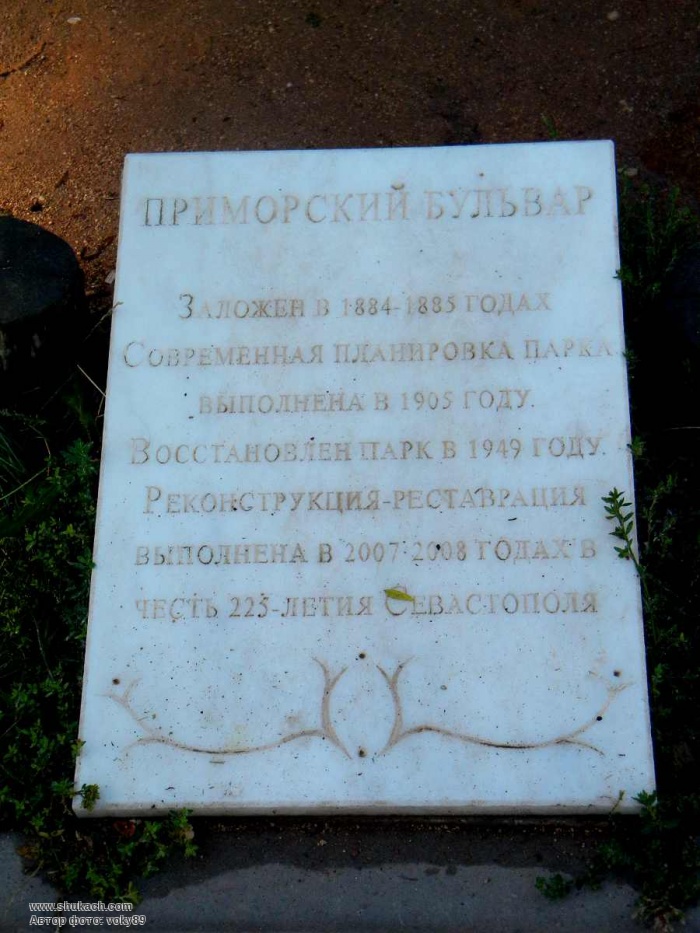 ПРИМОРСКИЙ БУЛЬВАР
ЗАЛОЖЕН В 1884-1885 ГОДАХ
СОВРЕМЕННАЯ ПЛАНИРОВКА ПАРКА
ВЫПОЛНЕНА В 1905 ГОДУ.
ВОССТАНОВЛЕН ПАРК В 1949 ГОДУ.
РЕКОНСТРУКЦИЯ-РЕСТАВРАЦИЯ
ВЫПОЛНЕНА В 2007-2008 ГОДАХ В
ЧЕСТЬ 225-ЛЕТИЯ СЕВАСТОПОЛЯ
www.shukach.com
Автор фото: voky89